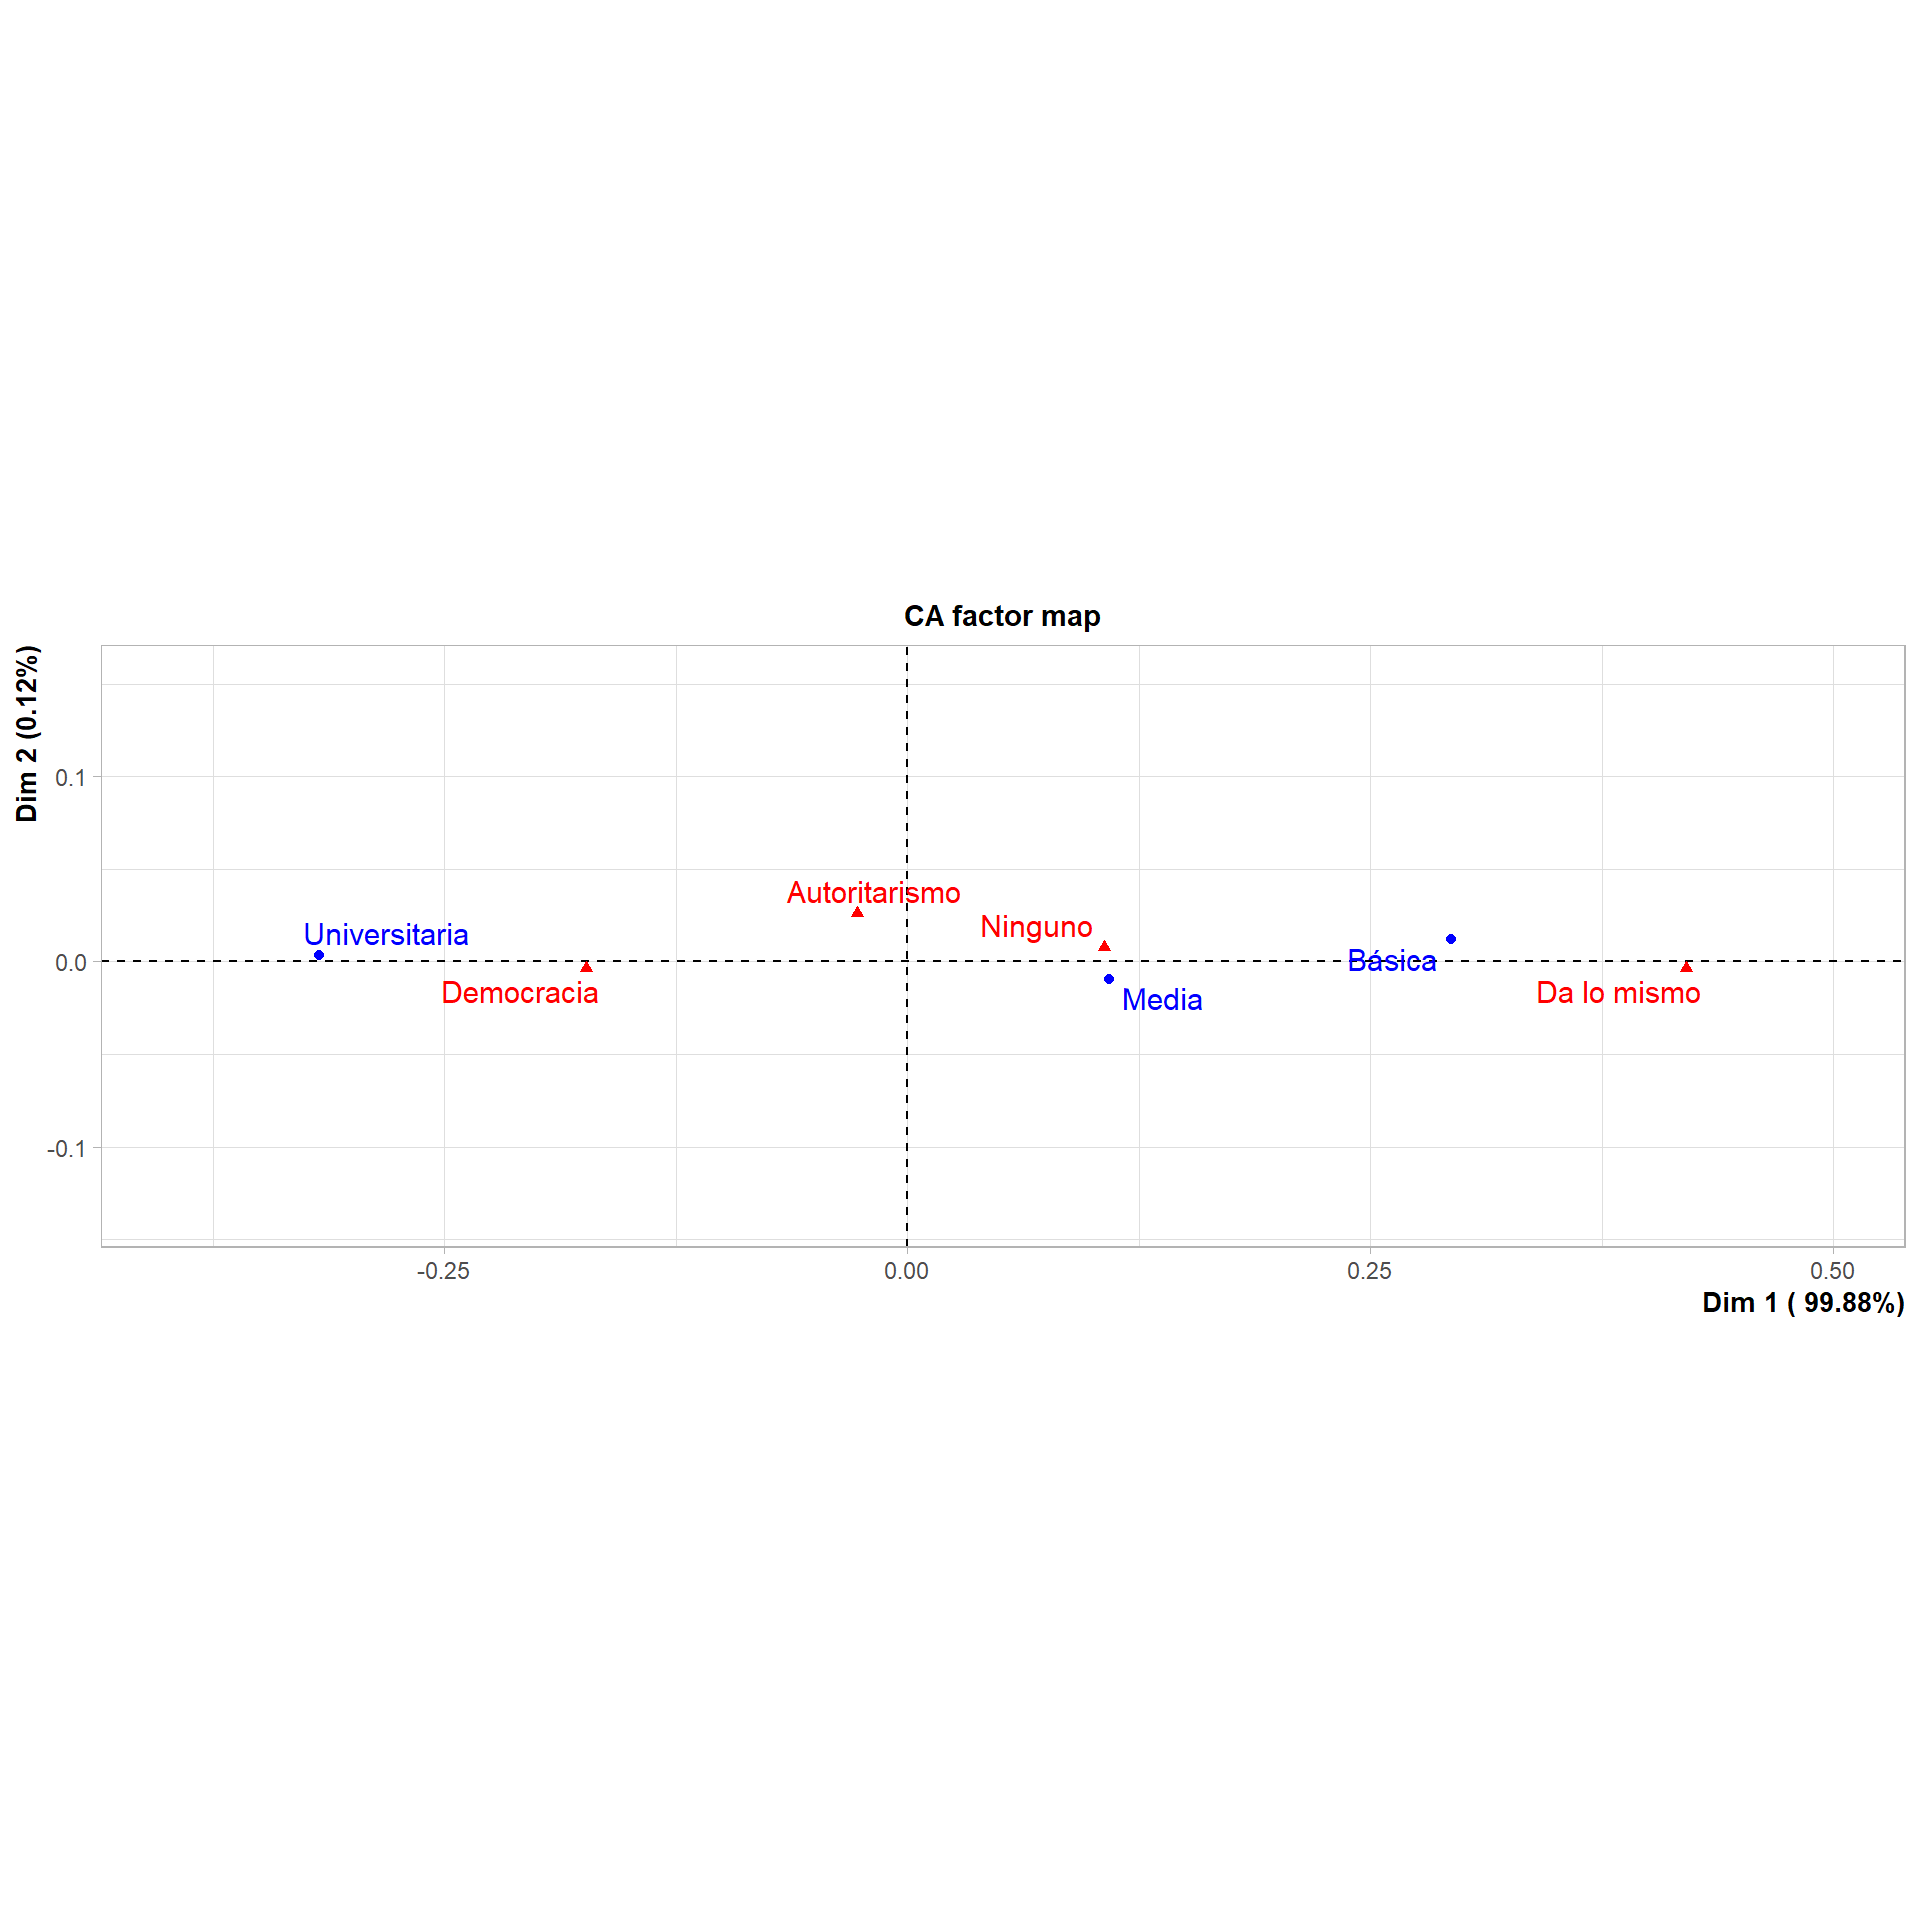 CA factor map
Dim 2 (0.12%)
0.1
0.0
-0.1
Autoritarismo
Ninguno
Universitaria
Básica
Democracia
Da lo mismo
Media
-0.25
0.00
0.25
0.50
Dim 1 ( 99.88%)